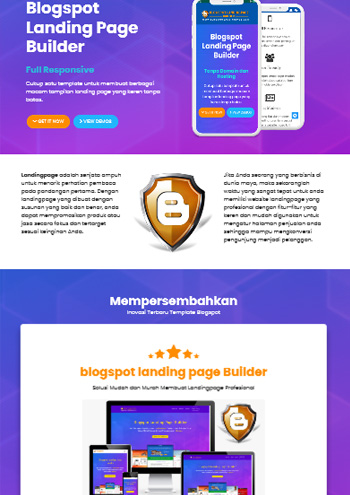 Blogspot
Landing Page
Builder
Full Responsive
Cukup satu template untuk membuat berbagai
macam tampilan landing page yang keren tanpa
batas.
GET IT NOW
VIEW DEMOS
Blogspot
Landing Page
Builder
Tanpa Domain dan
Hosting
Landingpage adalah senjata ampuh
untuk menarik perhatian pembaca
pada pandangan pertama. Dengan
landingpage yang dibuat dengan
susunan yang baik dan benar, anda
dapat mempromosikan produk atau
jasa secara focus dan tertarget
sesuai keinginan Anda.
Jika Anda seorang yang berbisnis di
dunia maya, maka sekaranglah
waktu yang sangat tepat untuk anda
memiliki website landingpage yang
profesional dengan fitur-fitur yang
keren dan mudah digunakan untuk
mengatur halaman penjualan anda
sehingga mampu mengkonversi
pengunjung menjadi pelanggan.
Mempersembahkan
Inovasi Terbaru Template Blogspot
blogspot landing page Builder
Solusi Mudah dan Murah Membuat Landingpage Profesional